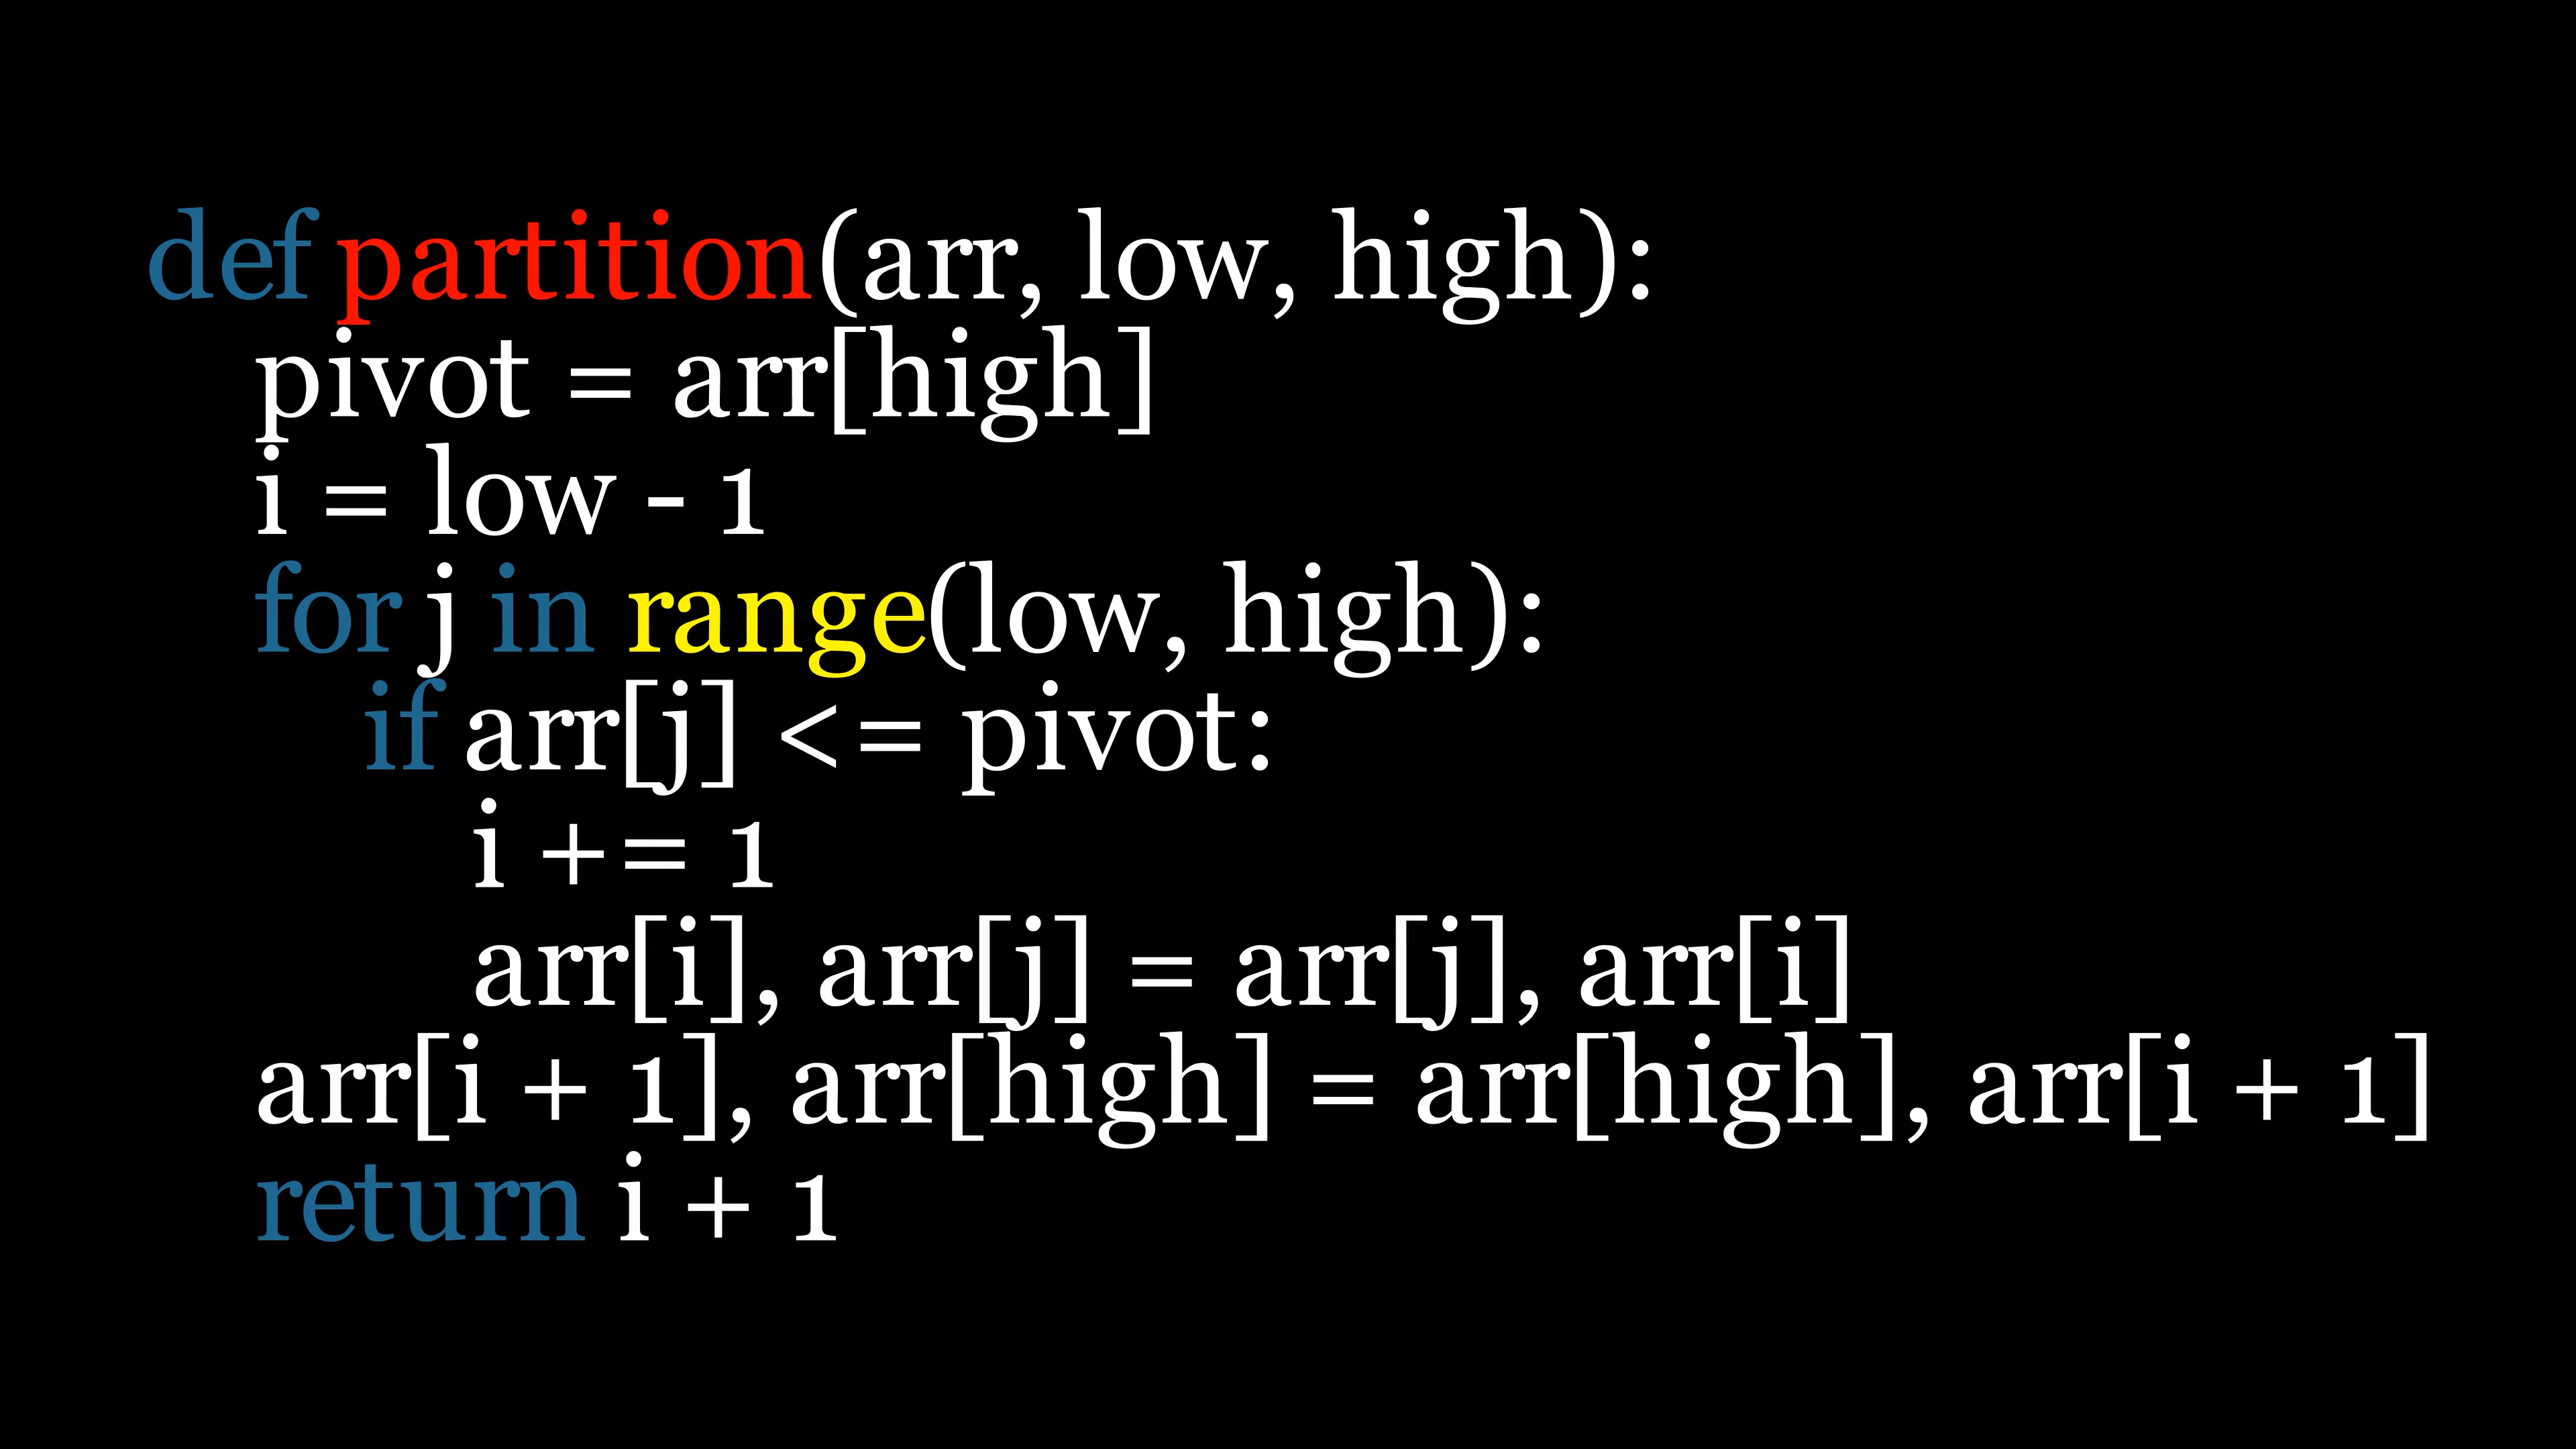 def partition(arr, low, high):
    pivot = arr[high]
    i = low - 1
    for j in range(low, high):
        if arr[j] <= pivot:
            i += 1
            arr[i], arr[j] = arr[j], arr[i]
    arr[i + 1], arr[high] = arr[high], arr[i + 1]
    return i + 1